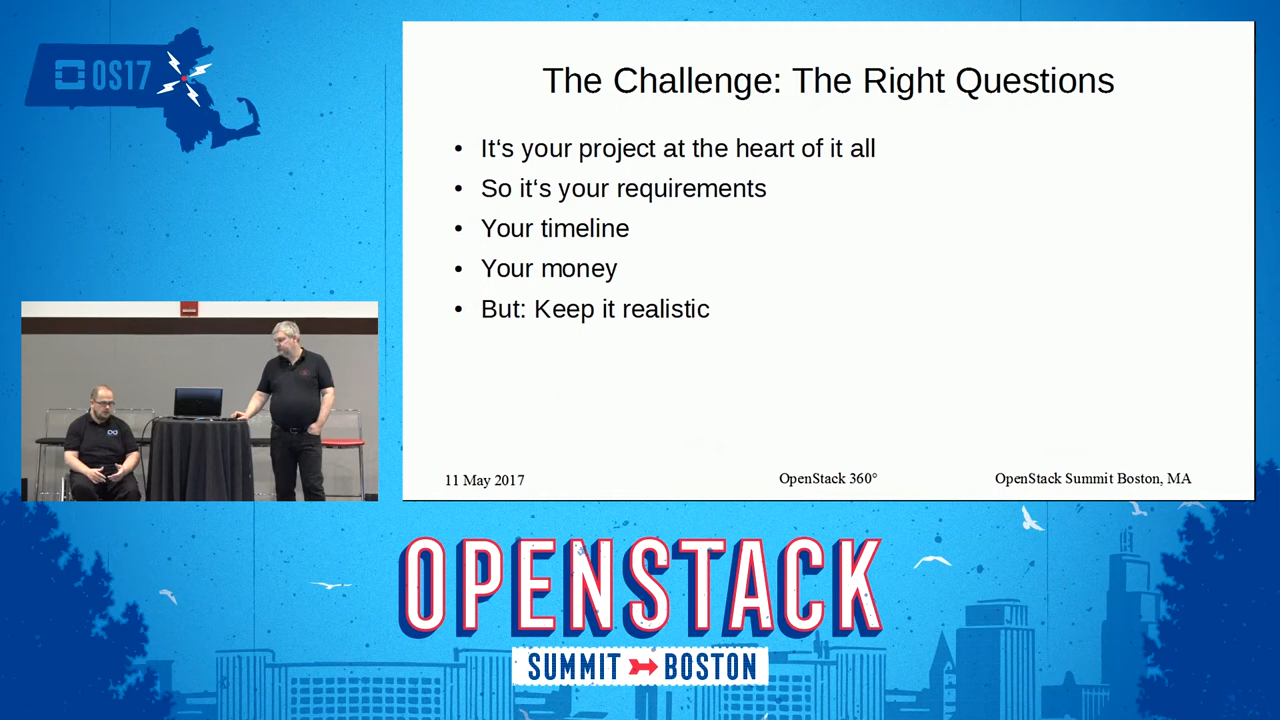 OS17
The Challenge: The Right Questions
• It‘s your project at the heart of it all
• So it‘s your requirements
• Your timeline
• Your money
• But: Keep it realistic
11 May 2017
OpenStack 360°
OpenStack Summit Boston, MA
OPENSTACK
SUMMIT BOSTON